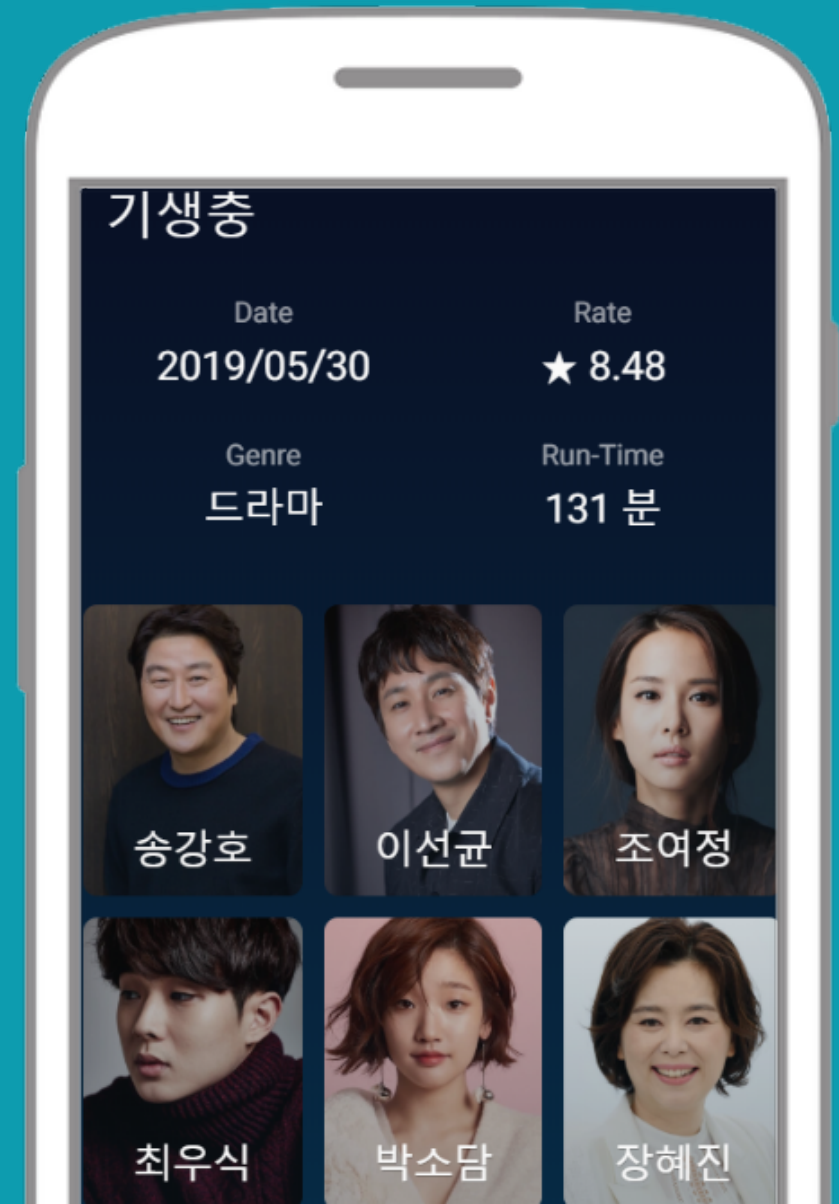 기생충
Date Rate
2019/05/30 ★ 8.48
Genre Run-Time
드라마 131 분
송강호 이선균 조여정
최우식 박소담 장혜진